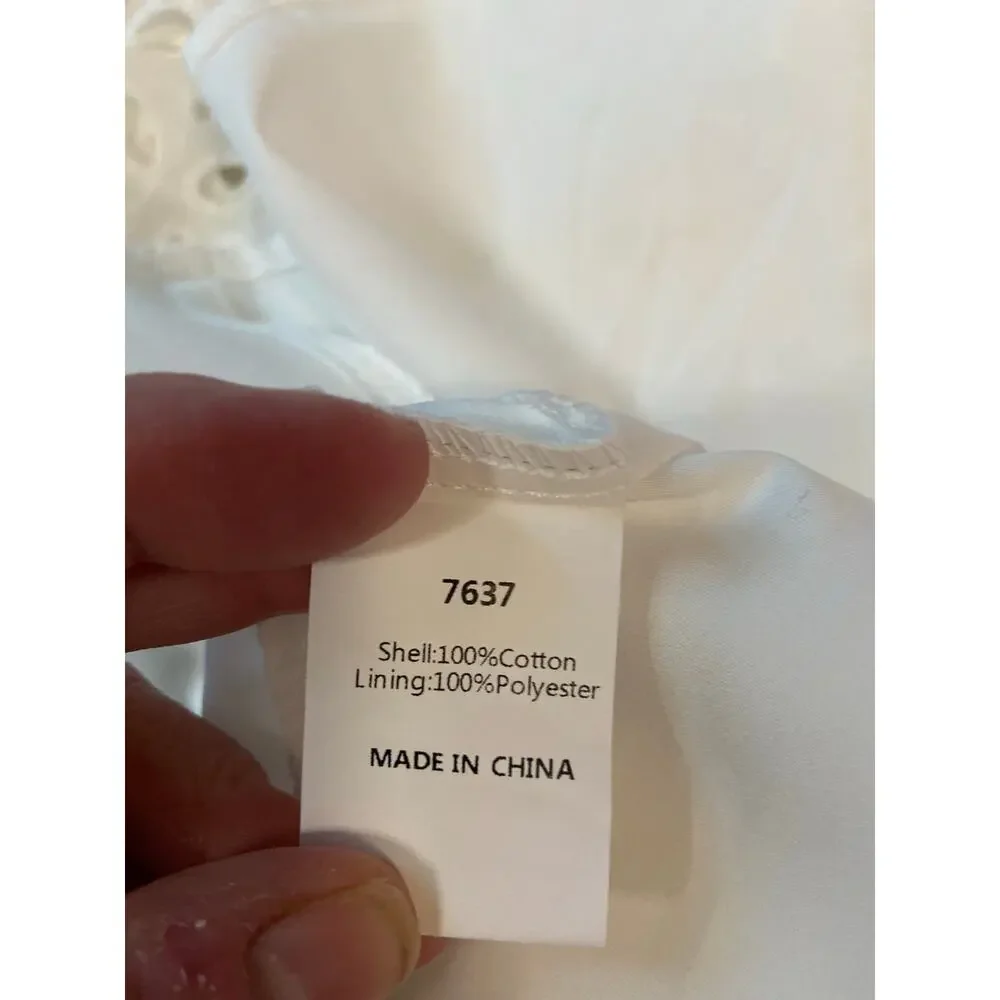 7637
Shell:100%Cotton
Lining:100%Polyester
MADE IN CHINA